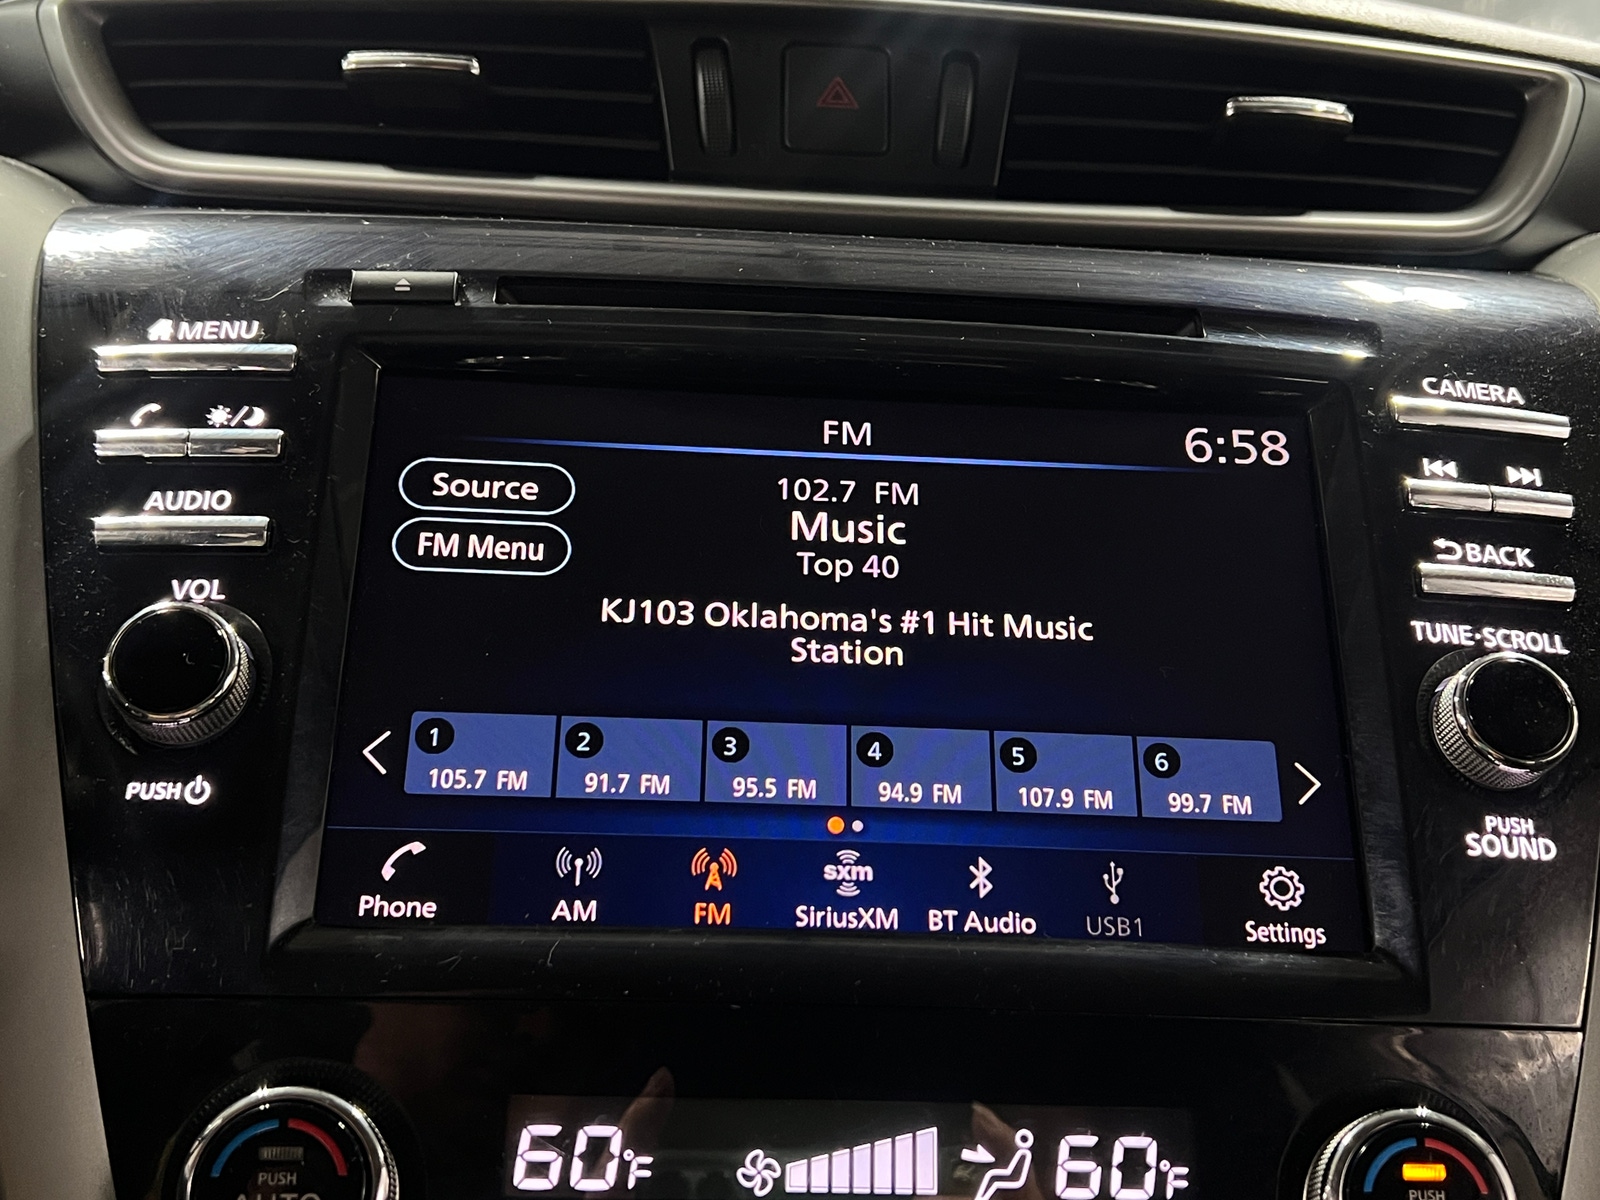 MENU
AUDIO
VOL
PUSH
FM
6:58
Source
FM Menu
102.7 FM
Music
Top 40
KJ103 Oklahoma's #1 Hit Music
Station
1
105.7 FM
2
91.7 FM
3
95.5 FM
4
94.9 FM
5
107.9 FM
6
99.7 FM
Phone
AM
FM
sxm
SiriusXM
BT Audio
USB1
Settings
CAMERA
BACK
TUNE·SCROLL
PUSH
SOUND
PUSH
AUTO
60°F
60°F
PUSH